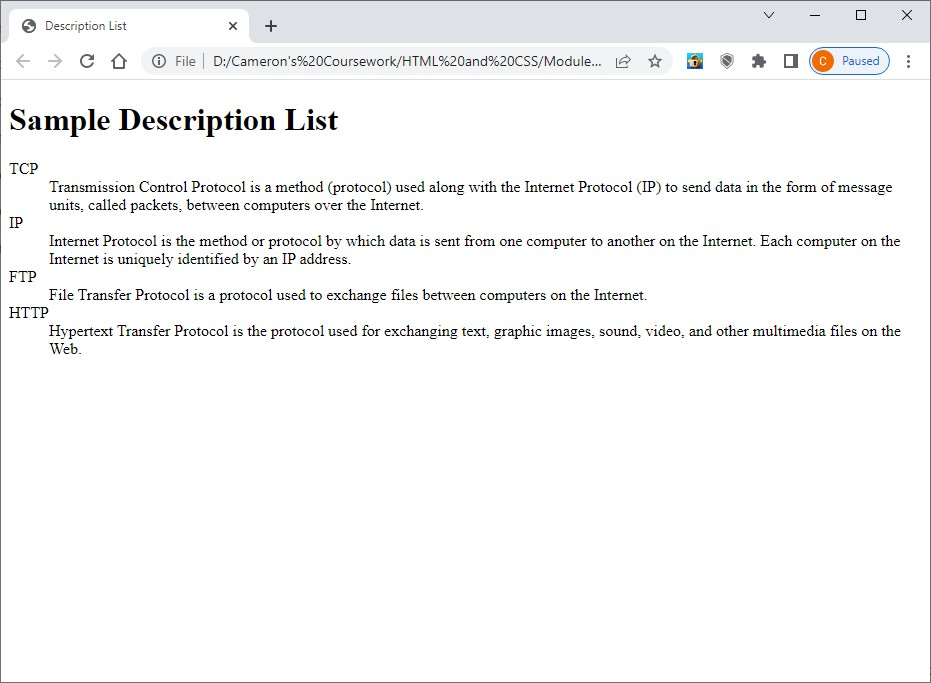 Description List
File
D:/Cameron's%20Coursework/HTML%20and%20CSS/Module...
C
Paused
Sample Description List
TCP
Transmission Control Protocol is a method (protocol) used along with the Internet Protocol (IP) to send data in the form of message
units, called packets, between computers over the Internet.
IP
Internet Protocol is the method or protocol by which data is sent from one computer to another on the Internet. Each computer on the
Internet is uniquely identified by an IP address.
FTP
File Transfer Protocol is a protocol used to exchange files between computers on the Internet.
HTTP
Hypertext Transfer Protocol is the protocol used for exchanging text, graphic images, sound, video, and other multimedia files on the
Web.